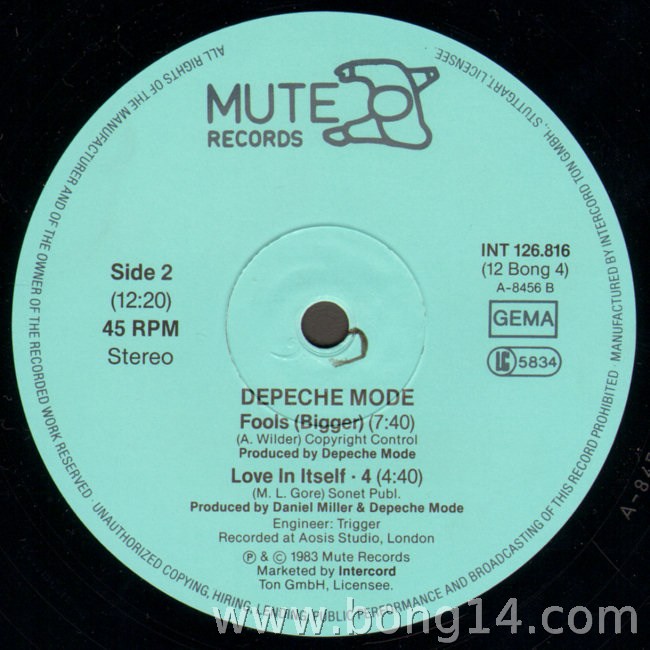 MUTE
RECORDS
Side 2
(12:20)
45 RPM
Stereo
INT 126.816
(12 Bong 4)
A-8456 B
GEMA
LC 5834
DEPECHE MODE
Fools (Bigger) (7:40)
(A. Wilder) Copyright Control
Produced by Depeche Mode
Love In Itself · 4 (4:40)
(M. L. Gore) Sonet Publ.
Produced by Daniel Miller & Depeche Mode
Engineer: Trigger
Recorded at Aosis Studio, London
Ⓟ & © 1983 Mute Records
Marketed by Intercord
Ton GmbH, Licensee.
ALL RIGHTS OF THE MANUFACTURER AND OF THE OWNER OF THE RECORDED WORK RESERVED · UNAUTHORIZED COPYING, HIRING, LENDING, PUBLIC PERFORMANCE AND BROADCASTING OF THIS RECORD PROHIBITED · MANUFACTURED BY INTERCORD TON GMBH., STUTTGART, LICENSEE.
www.bong14.com